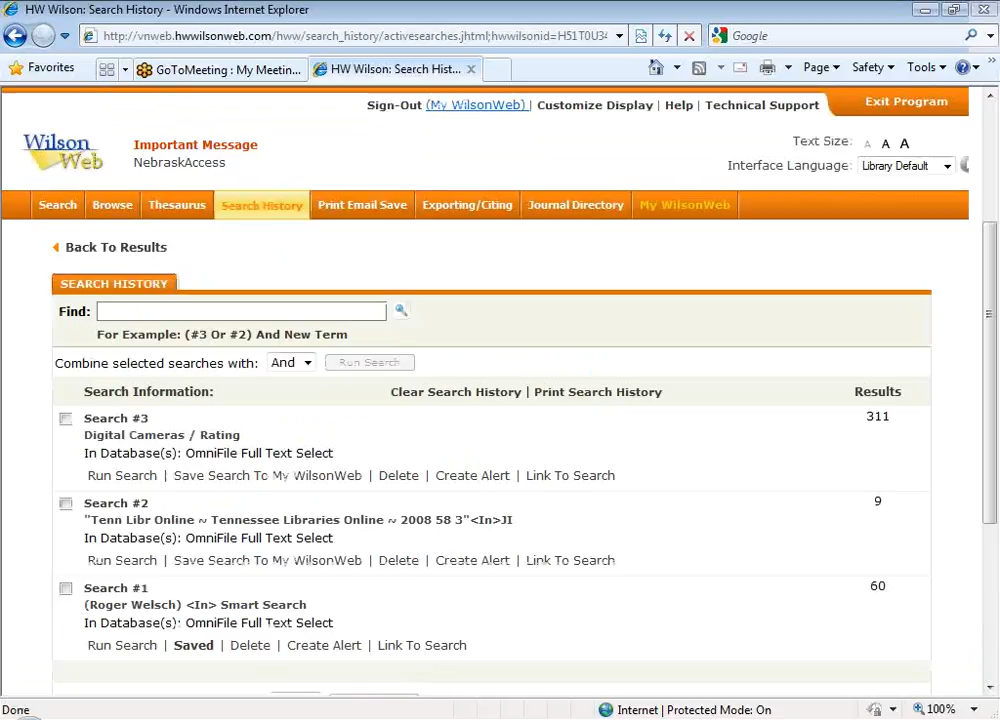 HW Wilson: Search History - Windows Internet Explorer
http://vnweb.hwwilsonweb.com/hww/search_history/activesearches.jhtml;hwwilsonid=H51T0U34
Google
Favorites
GoToMeeting : My Meetin...
HW Wilson: Search Hist...
Page
Safety
Tools
Sign-Out (My WilsonWeb) | Customize Display | Help | Technical Support
Exit Program
Wilson
Web
Important Message
NebraskAccess
Text Size: A A A
Interface Language: Library Default
Search
Browse
Thesaurus
Search History
Print Email Save
Exporting/Citing
Journal Directory
My WilsonWeb
Back To Results
SEARCH HISTORY
Find:
For Example: (#3 Or #2) And New Term
Combine selected searches with: And Run Search
Search Information: Clear Search History | Print Search History Results
Search #3 311
Digital Cameras / Rating
In Database(s): OmniFile Full Text Select
Run Search | Save Search To My WilsonWeb | Delete | Create Alert | Link To Search
Search #2 9
"Tenn Libr Online ~ Tennessee Libraries Online ~ 2008 58 3"<In>JI
In Database(s): OmniFile Full Text Select
Run Search | Save Search To My WilsonWeb | Delete | Create Alert | Link To Search
Search #1 60
(Roger Welsch) <In> Smart Search
In Database(s): OmniFile Full Text Select
Run Search | Saved | Delete | Create Alert | Link To Search
Done
Internet | Protected Mode: On
100%